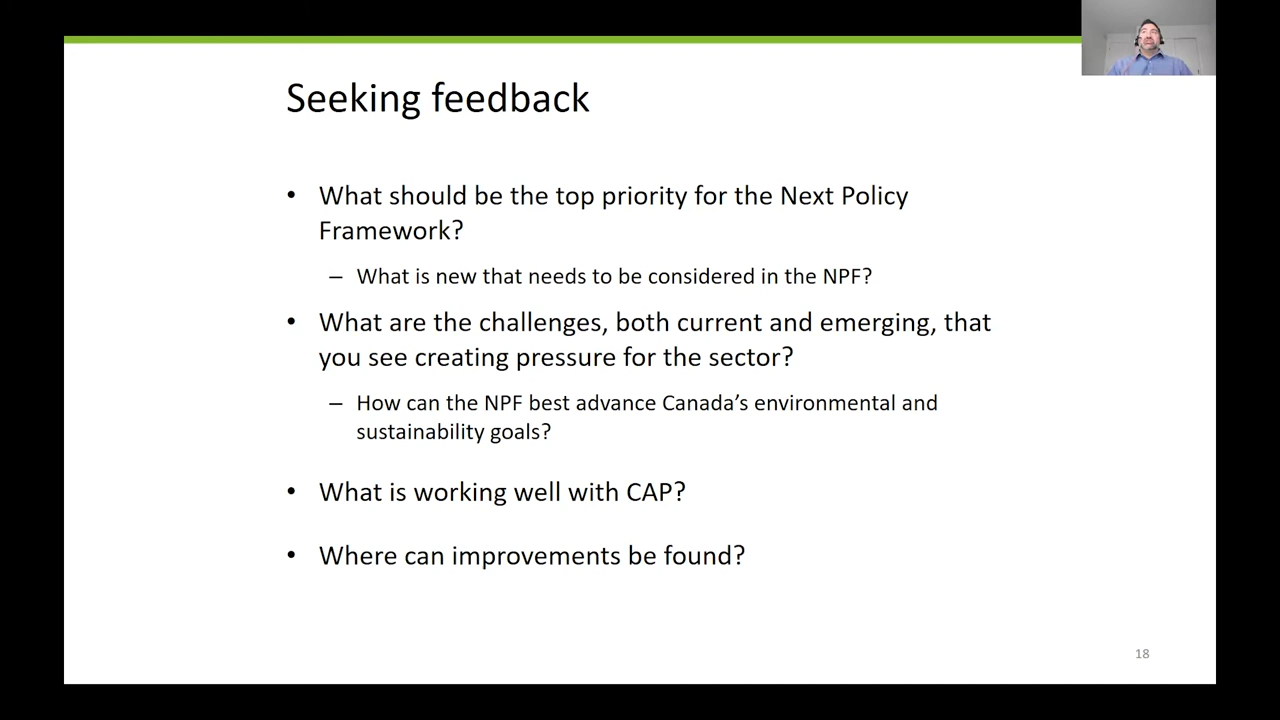 Seeking feedback
• What should be the top priority for the Next Policy
Framework?
– What is new that needs to be considered in the NPF?
• What are the challenges, both current and emerging, that
you see creating pressure for the sector?
– How can the NPF best advance Canada’s environmental and
sustainability goals?
• What is working well with CAP?
• Where can improvements be found?
18